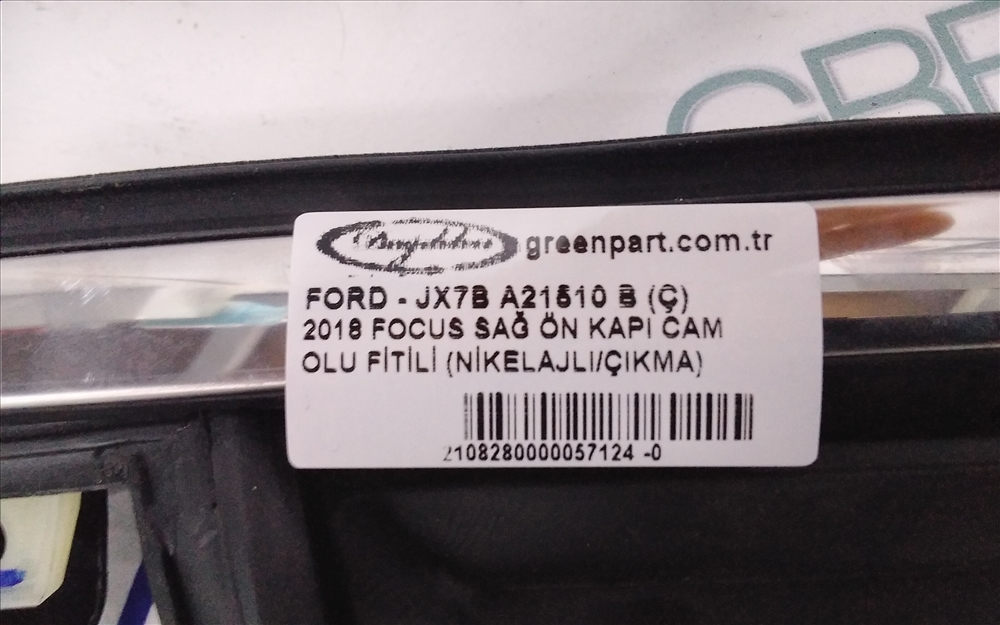 GRE
greenpart.com.tr
FORD - JX7B A21510 B (Ç)
2018 FOCUS SAĞ ÖN KAPI CAM
OLU FİTİLİ (NİKELAJLI/ÇIKMA)
2108280000057124 -0